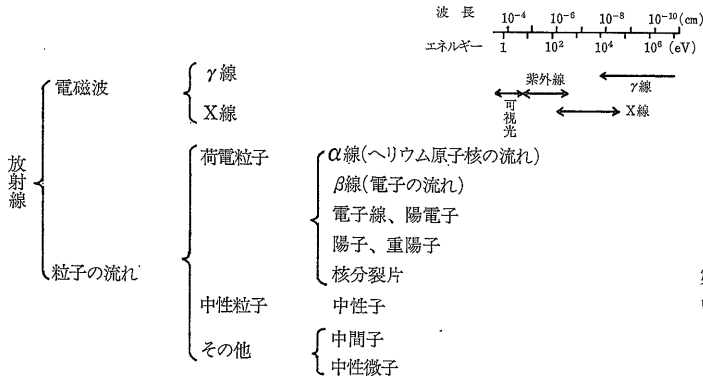 波長 10⁻⁴ 10⁻⁶ 10⁻⁸ 10⁻¹⁰(cm)
エネルギー 1 10² 10⁴ 10⁶ (eV)
紫外線
γ線
可視光
X線
放射線
電磁波
γ線
X線
粒子の流れ
荷電粒子
α線(ヘリウム原子核の流れ)
β線(電子の流れ)
電子線、陽電子
陽子、重陽子
核分裂片
中性粒子 中性子
その他
中間子
中性微子